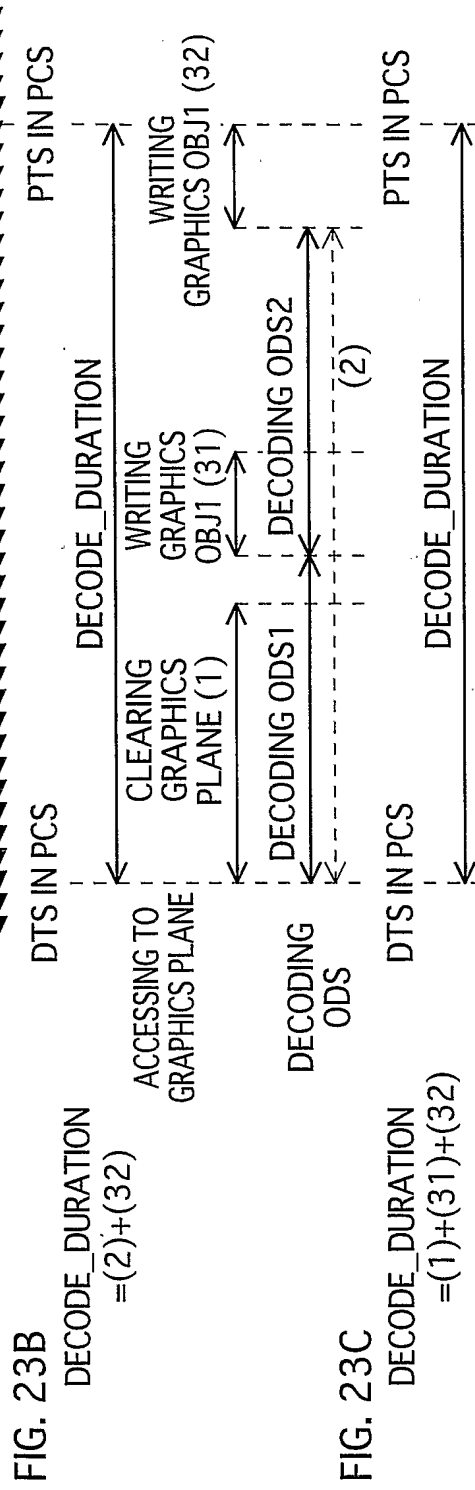 FIG. 23B
DECODE_DURATION
=(2)+(32)
DTS IN PCS
PTS IN PCS
DECODE_DURATION
ACCESSING TO
GRAPHICS PLANE
CLEARING
GRAPHICS
PLANE (1)
WRITING
GRAPHICS
OBJ1 (31)
WRITING
GRAPHICS OBJ1 (32)
DECODING
ODS
DECODING ODS1
DECODING ODS2
(2)
FIG. 23C
DECODE_DURATION
=(1)+(31)+(32)
DTS IN PCS
PTS IN PCS
DECODE_DURATION